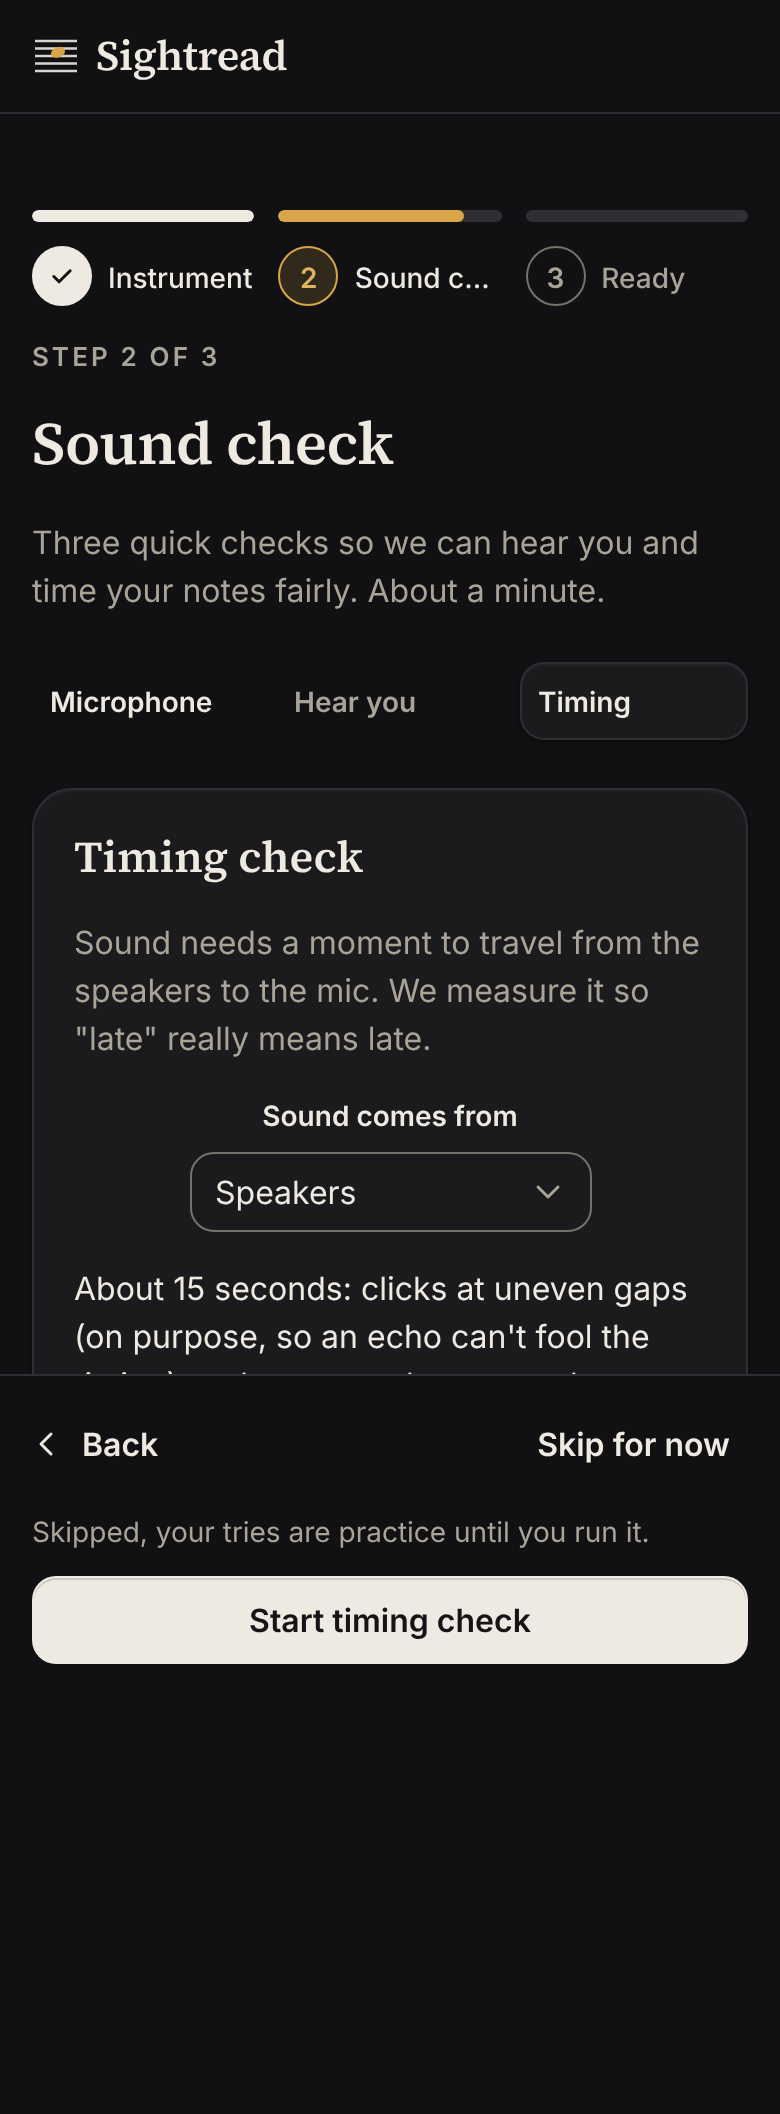 Sightread
Instrument
2 Sound c...
3 Ready
STEP 2 OF 3
Sound check
Three quick checks so we can hear you and
time your notes fairly. About a minute.
Microphone
Hear you
Timing
Timing check
Sound needs a moment to travel from the
speakers to the mic. We measure it so
"late" really means late.
Sound comes from
Speakers
About 15 seconds: clicks at uneven gaps
(on purpose, so an echo can't fool the
Back
Skip for now
Skipped, your tries are practice until you run it.
Start timing check